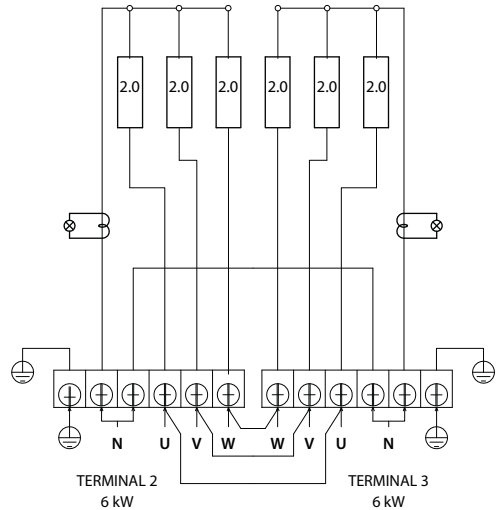 2.0 2.0 2.0 2.0 2.0 2.0
N U V W W V U N
TERMINAL 2 TERMINAL 3
6 kW 6 kW